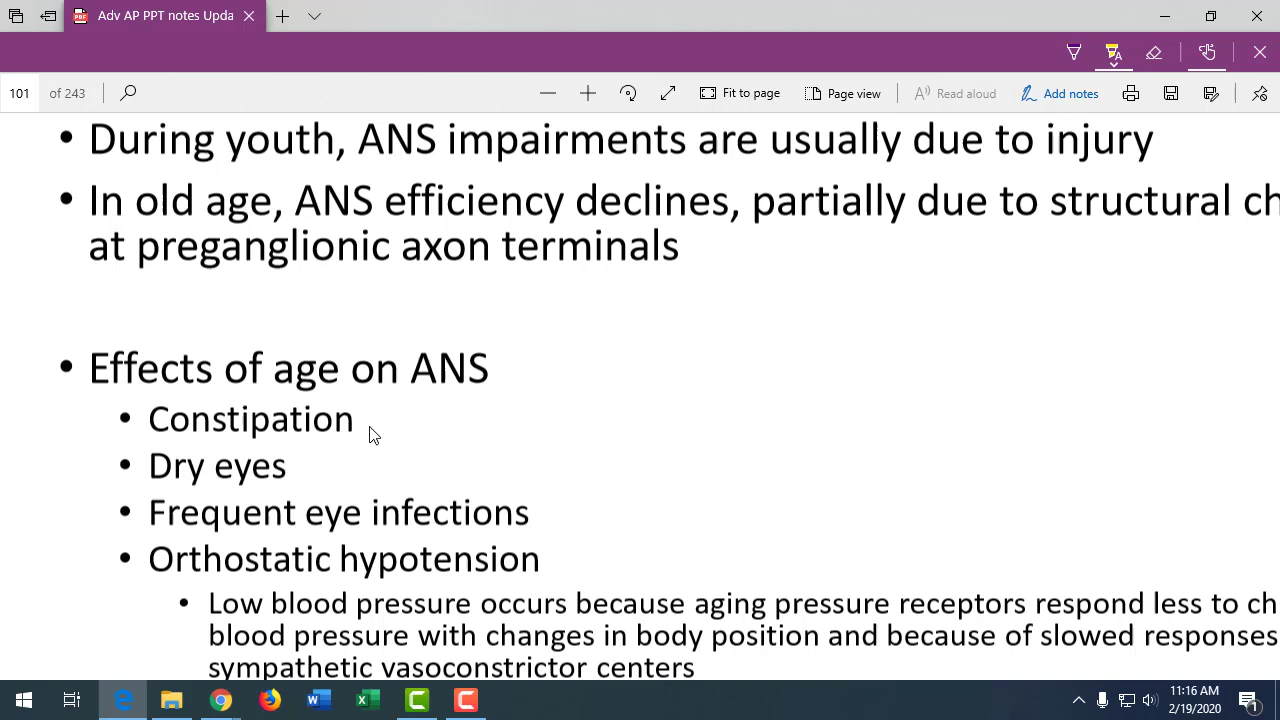 Adv AP PPT notes Upda
101 of 243 Fit to page Page view Read aloud Add notes
• During youth, ANS impairments are usually due to injury
• In old age, ANS efficiency declines, partially due to structural ch
at preganglionic axon terminals
• Effects of age on ANS
• Constipation
• Dry eyes
• Frequent eye infections
• Orthostatic hypotension
• Low blood pressure occurs because aging pressure receptors respond less to ch
blood pressure with changes in body position and because of slowed responses
sympathetic vasoconstrictor centers
11:16 AM
2/19/2020